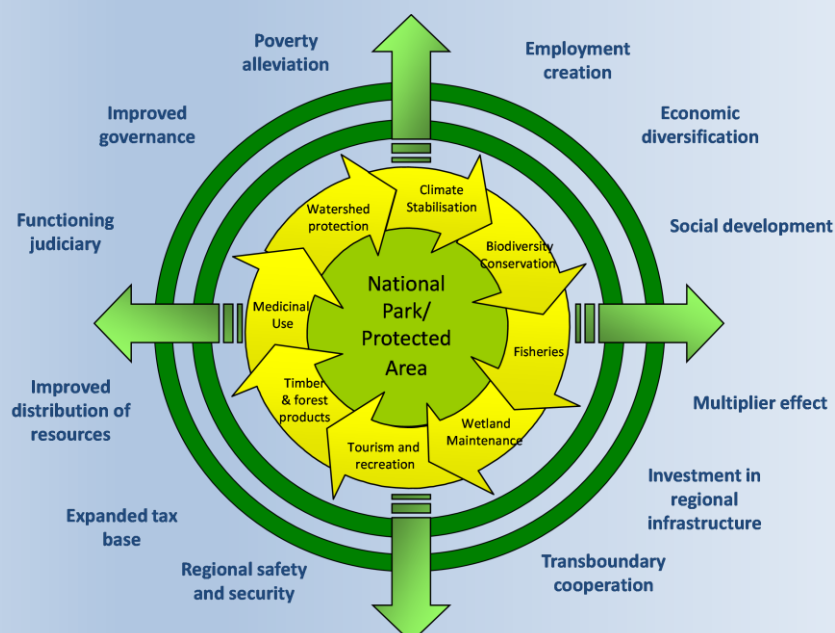 Poverty
alleviation
Employment
creation
Improved
governance
Economic
diversification
Functioning
judiciary
Social development
Improved
distribution of
resources
Multiplier effect
Expanded tax
base
Investment in
regional
infrastructure
Regional safety
and security
Transboundary
cooperation
Climate
Stabilisation
Biodiversity
Conservation
Fisheries
Wetland
Maintenance
Tourism and
recreation
Timber
& forest
products
Medicinal
Use
Watershed
protection
National
Park/
Protected
Area